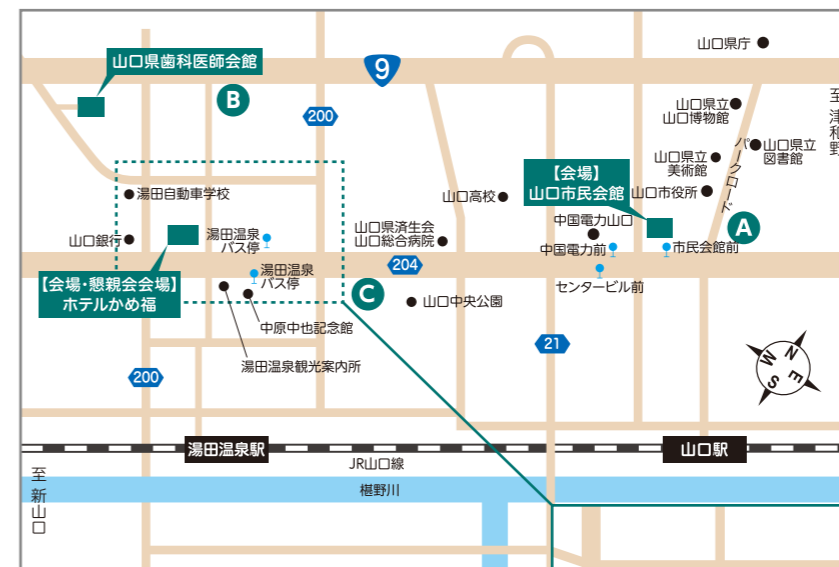 山口県庁
山口県歯科医師会館
9
B
200
山口県立
山口博物館
至 津和野
山口県立
図書館
山口県立
美術館
パークロード
【会場】
山口市民会館
山口市役所
湯田自動車学校
山口高校
A
山口銀行
湯田温泉
バス停
山口県済生会
山口総合病院
中国電力山口
中国電力前
市民会館前
204
湯田温泉
バス停
センタービル前
【会場・懇親会会場】
ホテルかめ福
C
山口中央公園
中原中也記念館
21
湯田温泉観光案内所
200
N
W
E
S
湯田温泉駅
山口駅
JR山口線
至 新山口
椹野川